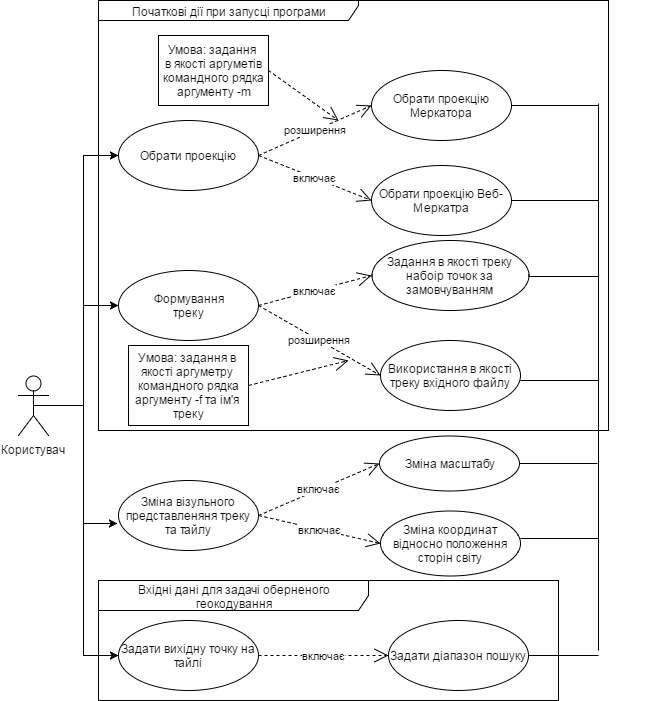 Початкові дії при запусці програми
Умова: задання
в якості аргуметів
командного рядка
аргументу -m
Обрати проекцію
Меркатора
розширення
Обрати проекцію
включає
Обрати проекцію Веб-
Меркатра
Задання в якості треку
набоір точок за
замовчуванням
включає
Формування
треку
розширення
Умова: задання в
якості аргуметру
командного рядка
аргументу -f та ім'я
треку
Використання в якості
треку вхідного файлу
Користувач
Зміна масштабу
включає
Зміна візульного
представленяня треку
та тайлу
включає
Зміна координат
відносно положення
сторін світу
Вхідні дані для задачі оберненого
геокодування
Задати вихідну точку на
тайлі
включає
Задати діапазон пошуку